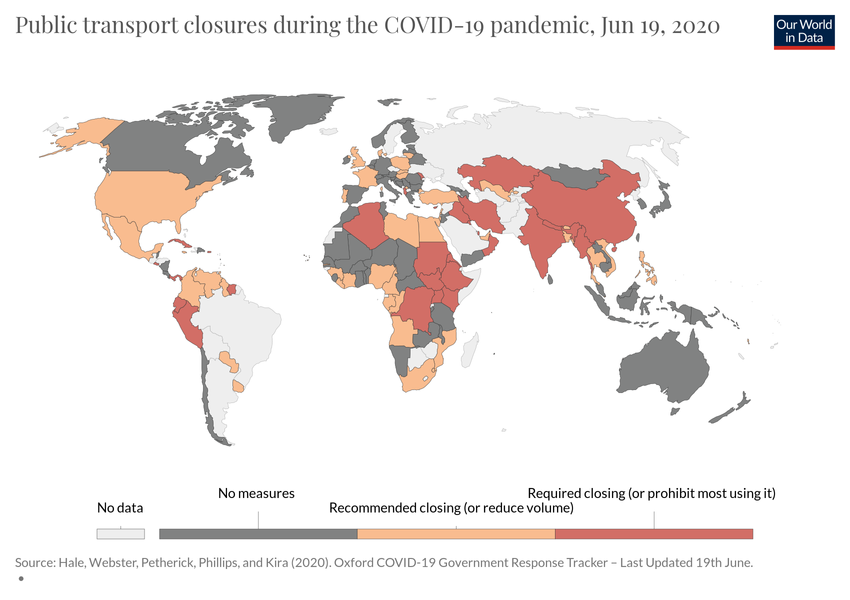 Public transport closures during the COVID-19 pandemic, Jun 19, 2020
Our World
in Data
No data
No measures
Recommended closing (or reduce volume)
Required closing (or prohibit most using it)
Source: Hale, Webster, Petherick, Phillips, and Kira (2020). Oxford COVID-19 Government Response Tracker – Last Updated 19th June.